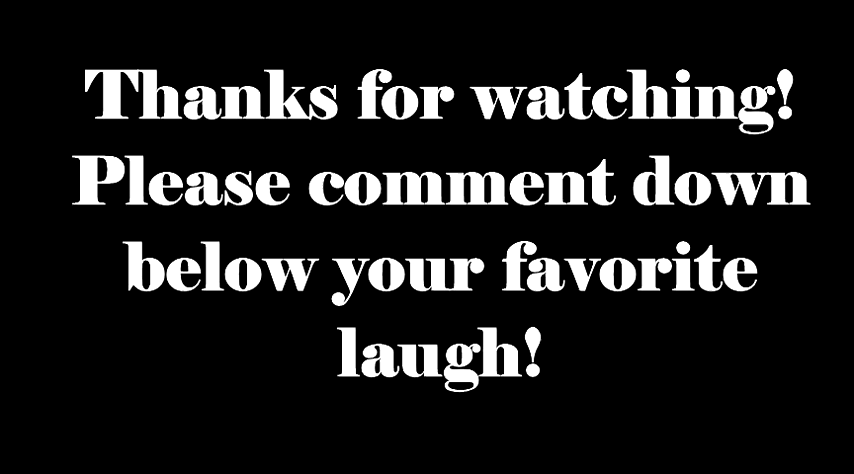 Thanks for watching!
Please comment down
below your favorite
laugh!